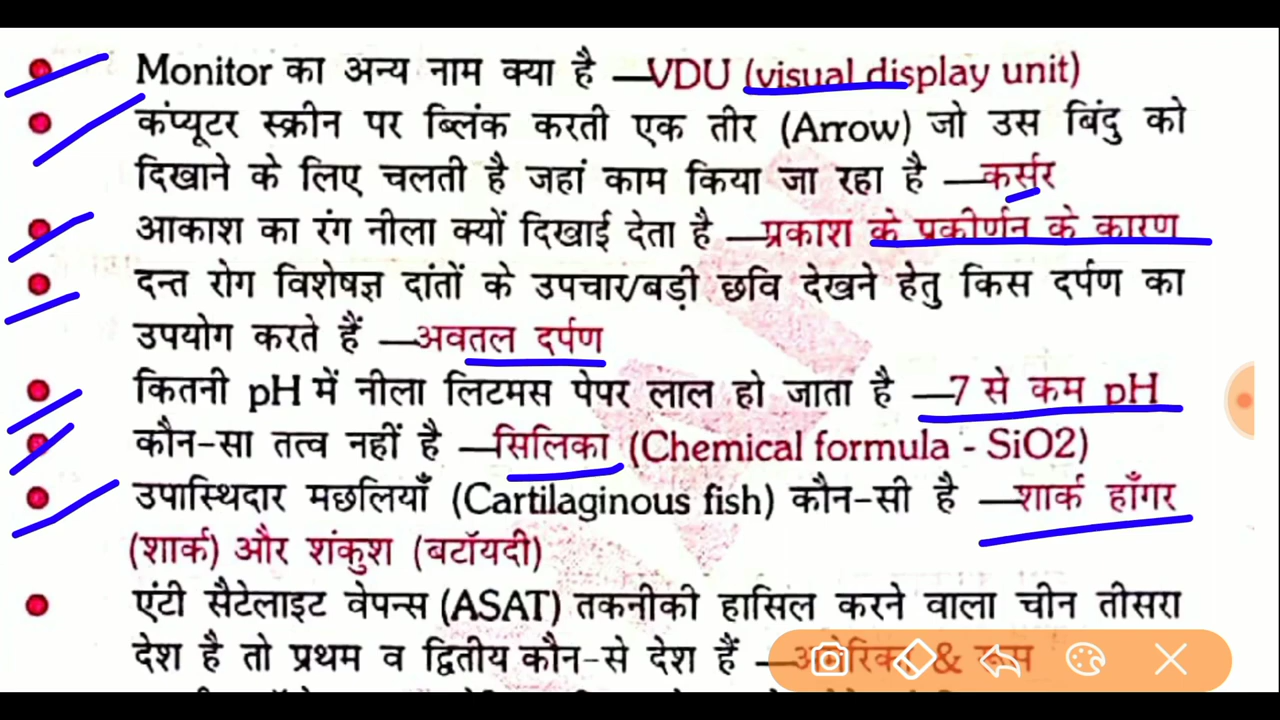 Monitor का अन्य नाम क्या है —VDU (visual display unit)
कंप्यूटर स्क्रीन पर ब्लिंक करती एक तीर (Arrow) जो उस बिंदु को
दिखाने के लिए चलती है जहां काम किया जा रहा है —कर्सर
आकाश का रंग नीला क्यों दिखाई देता है —प्रकाश के प्रकीर्णन के कारण
दन्त रोग विशेषज्ञ दांतों के उपचार/बड़ी छवि देखने हेतु किस दर्पण का
उपयोग करते हैं —अवतल दर्पण
कितनी pH में नीला लिटमस पेपर लाल हो जाता है —7 से कम pH
कौन-सा तत्व नहीं है —सिलिका (Chemical formula - SiO2)
उपास्थिदार मछलियाँ (Cartilaginous fish) कौन-सी है —शार्क हाँगर
(शार्क) और शंकुश (बटॉयदी)
एंटी सैटेलाइट वेपन्स (ASAT) तकनीकी हासिल करने वाला चीन तीसरा
देश है तो प्रथम व द्वितीय कौन-से देश हैं —अमेरिका & रूस